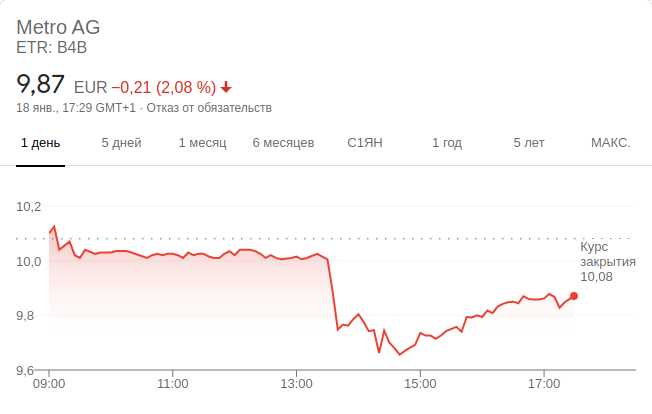 Metro AG
ETR: B4B
9,87 EUR −0,21 (2,08 %)
18 янв., 17:29 GMT+1 · Отказ от обязательств
1 день 5 дней 1 месяц 6 месяцев С1ЯН 1 год 5 лет МАКС.
10,2
Курс
закрытия
10,08
10,0
9,8
9,6
09:00 11:00 13:00 15:00 17:00